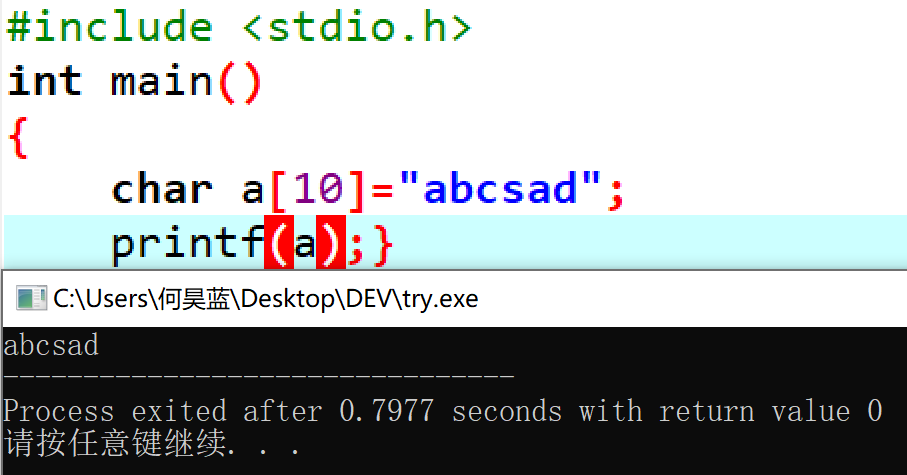 #include <stdio.h>
int main()
{
    char a[10]="abcsad";
    printf(a);}
C:\Users\何昊蓝\Desktop\DEV\try.exe
abcsad
--------------------------------
Process exited after 0.7977 seconds with return value 0
请按任意键继续. . .